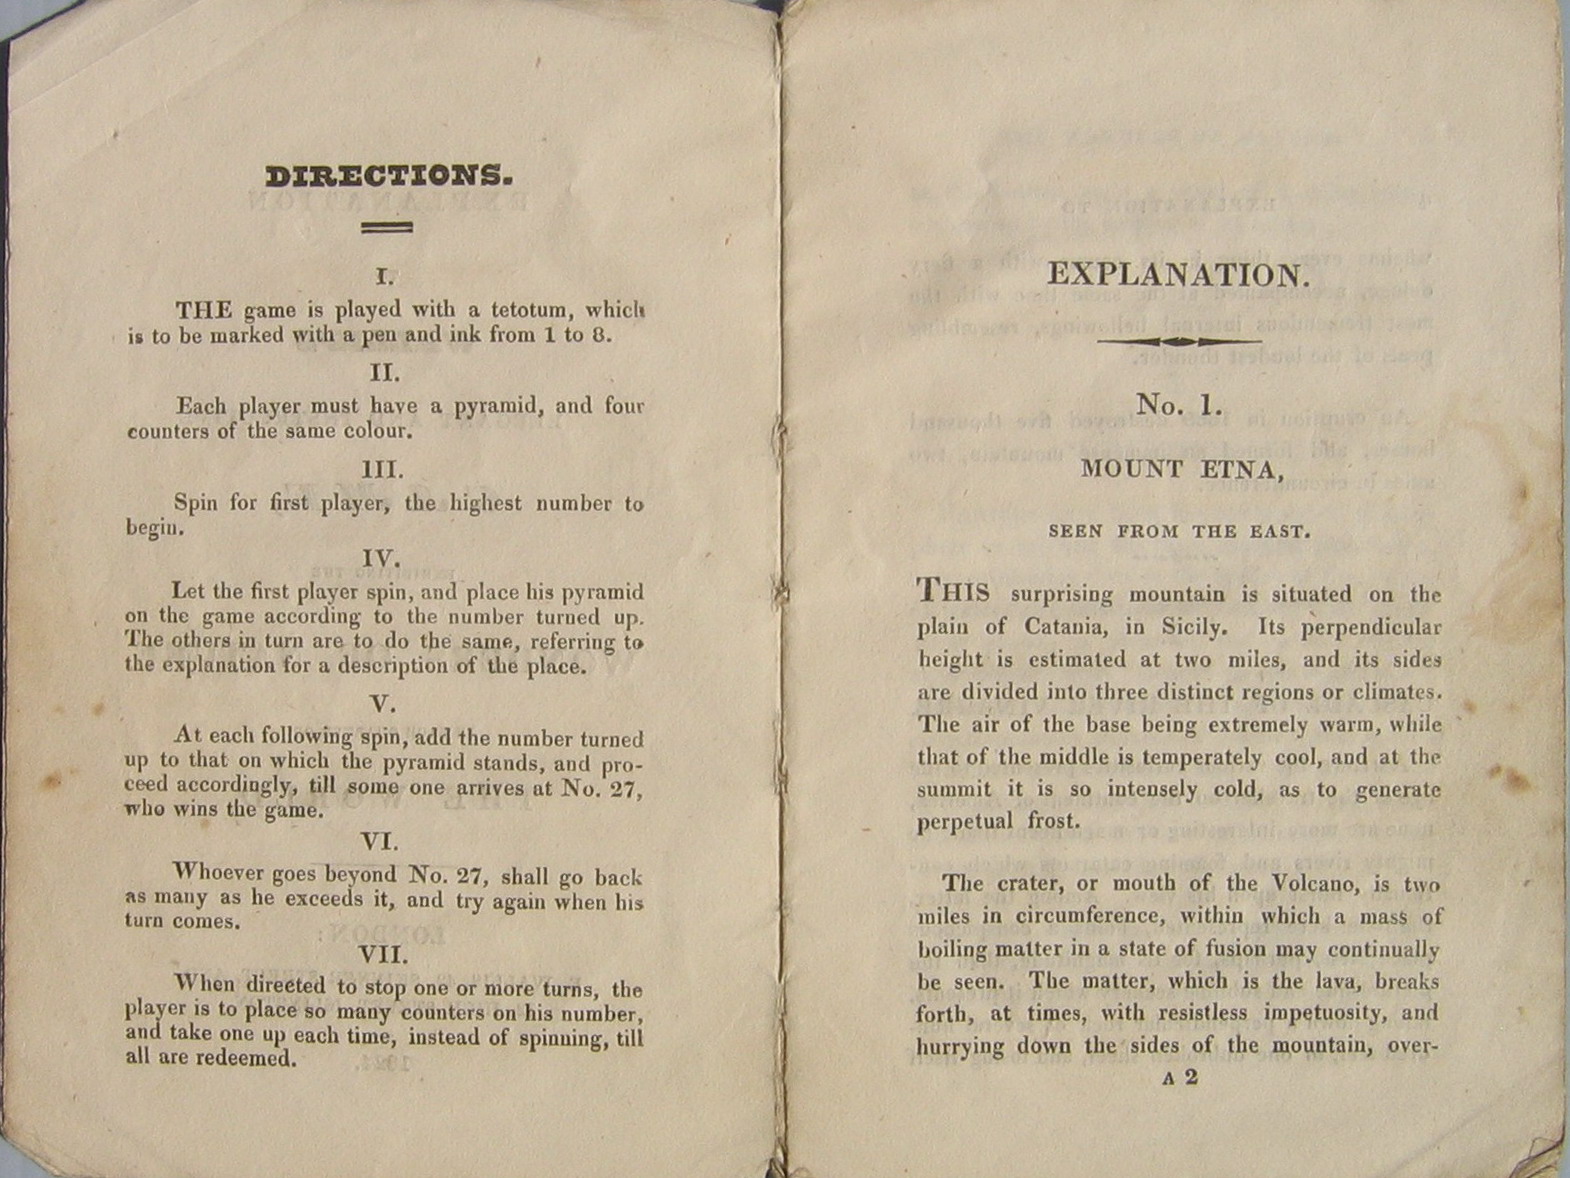 DIRECTIONS.
I.
THE game is played with a tetotum, which
is to be marked with a pen and ink from 1 to 8.
II.
Each player must have a pyramid, and four
counters of the same colour.
III.
Spin for first player, the highest number to
begin.
IV.
Let the first player spin, and place his pyramid
on the game according to the number turned up.
The others in turn are to do the same, referring to
the explanation for a description of the place.
V.
At each following spin, add the number turned
up to that on which the pyramid stands, and pro-
ceed accordingly, till some one arrives at No. 27,
who wins the game.
VI.
Whoever goes beyond No. 27, shall go back
as many as he exceeds it, and try again when his
turn comes.
VII.
When directed to stop one or more turns, the
player is to place so many counters on his number,
and take one up each time, instead of spinning, till
all are redeemed.
EXPLANATION.
No. 1.
MOUNT ETNA,
SEEN FROM THE EAST.
THIS surprising mountain is situated on the
plain of Catania, in Sicily. Its perpendicular
height is estimated at two miles, and its sides
are divided into three distinct regions or climates.
The air of the base being extremely warm, while
that of the middle is temperately cool, and at the
summit it is so intensely cold, as to generate
perpetual frost.
The crater, or mouth of the Volcano, is two
miles in circumference, within which a mass of
boiling matter in a state of fusion may continually
be seen. The matter, which is the lava, breaks
forth, at times, with resistless impetuosity, and
hurrying down the sides of the mountain, over-
A 2